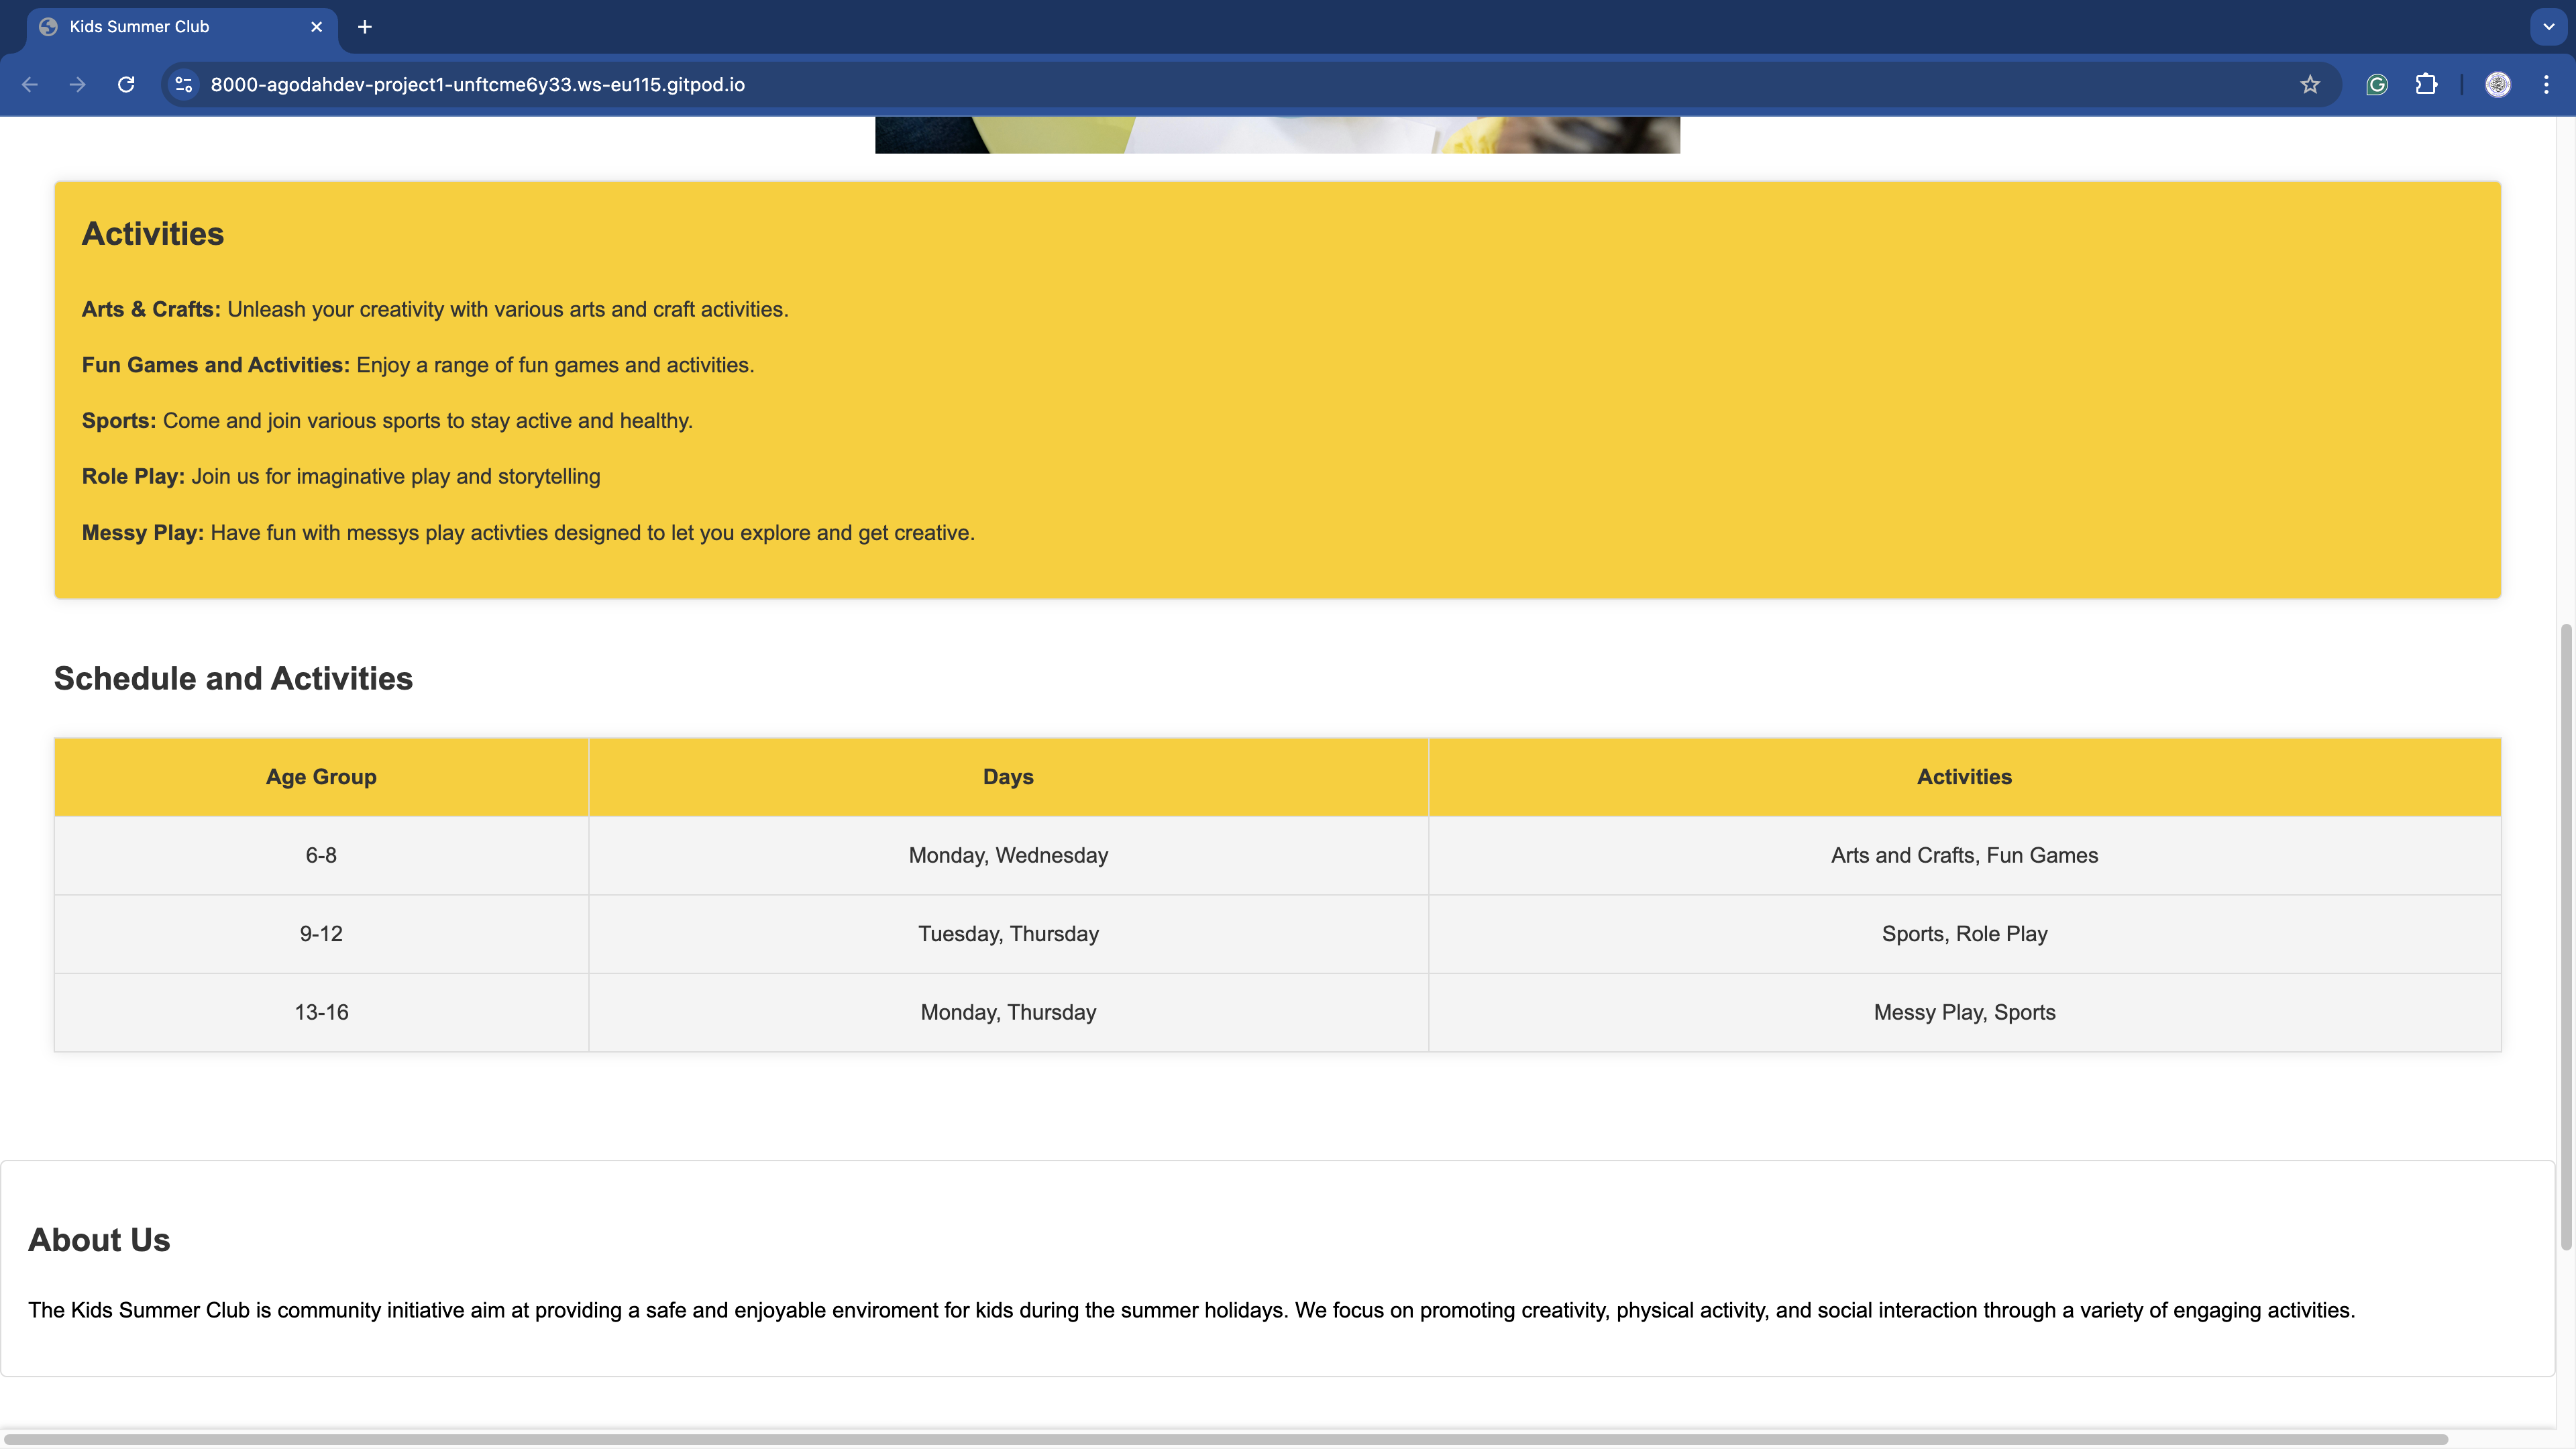 Kids Summer Club
8000-agodahdev-project1-unftcme6y33.ws-eu115.gitpod.io
Activities
Arts & Crafts: Unleash your creativity with various arts and craft activities.
Fun Games and Activities: Enjoy a range of fun games and activities.
Sports: Come and join various sports to stay active and healthy.
Role Play: Join us for imaginative play and storytelling
Messy Play: Have fun with messys play activties designed to let you explore and get creative.
Schedule and Activities
Age Group Days Activities
6-8 Monday, Wednesday Arts and Crafts, Fun Games
9-12 Tuesday, Thursday Sports, Role Play
13-16 Monday, Thursday Messy Play, Sports
About Us
The Kids Summer Club is community initiative aim at providing a safe and enjoyable enviroment for kids during the summer holidays. We focus on promoting creativity, physical activity, and social interaction through a variety of engaging activities.